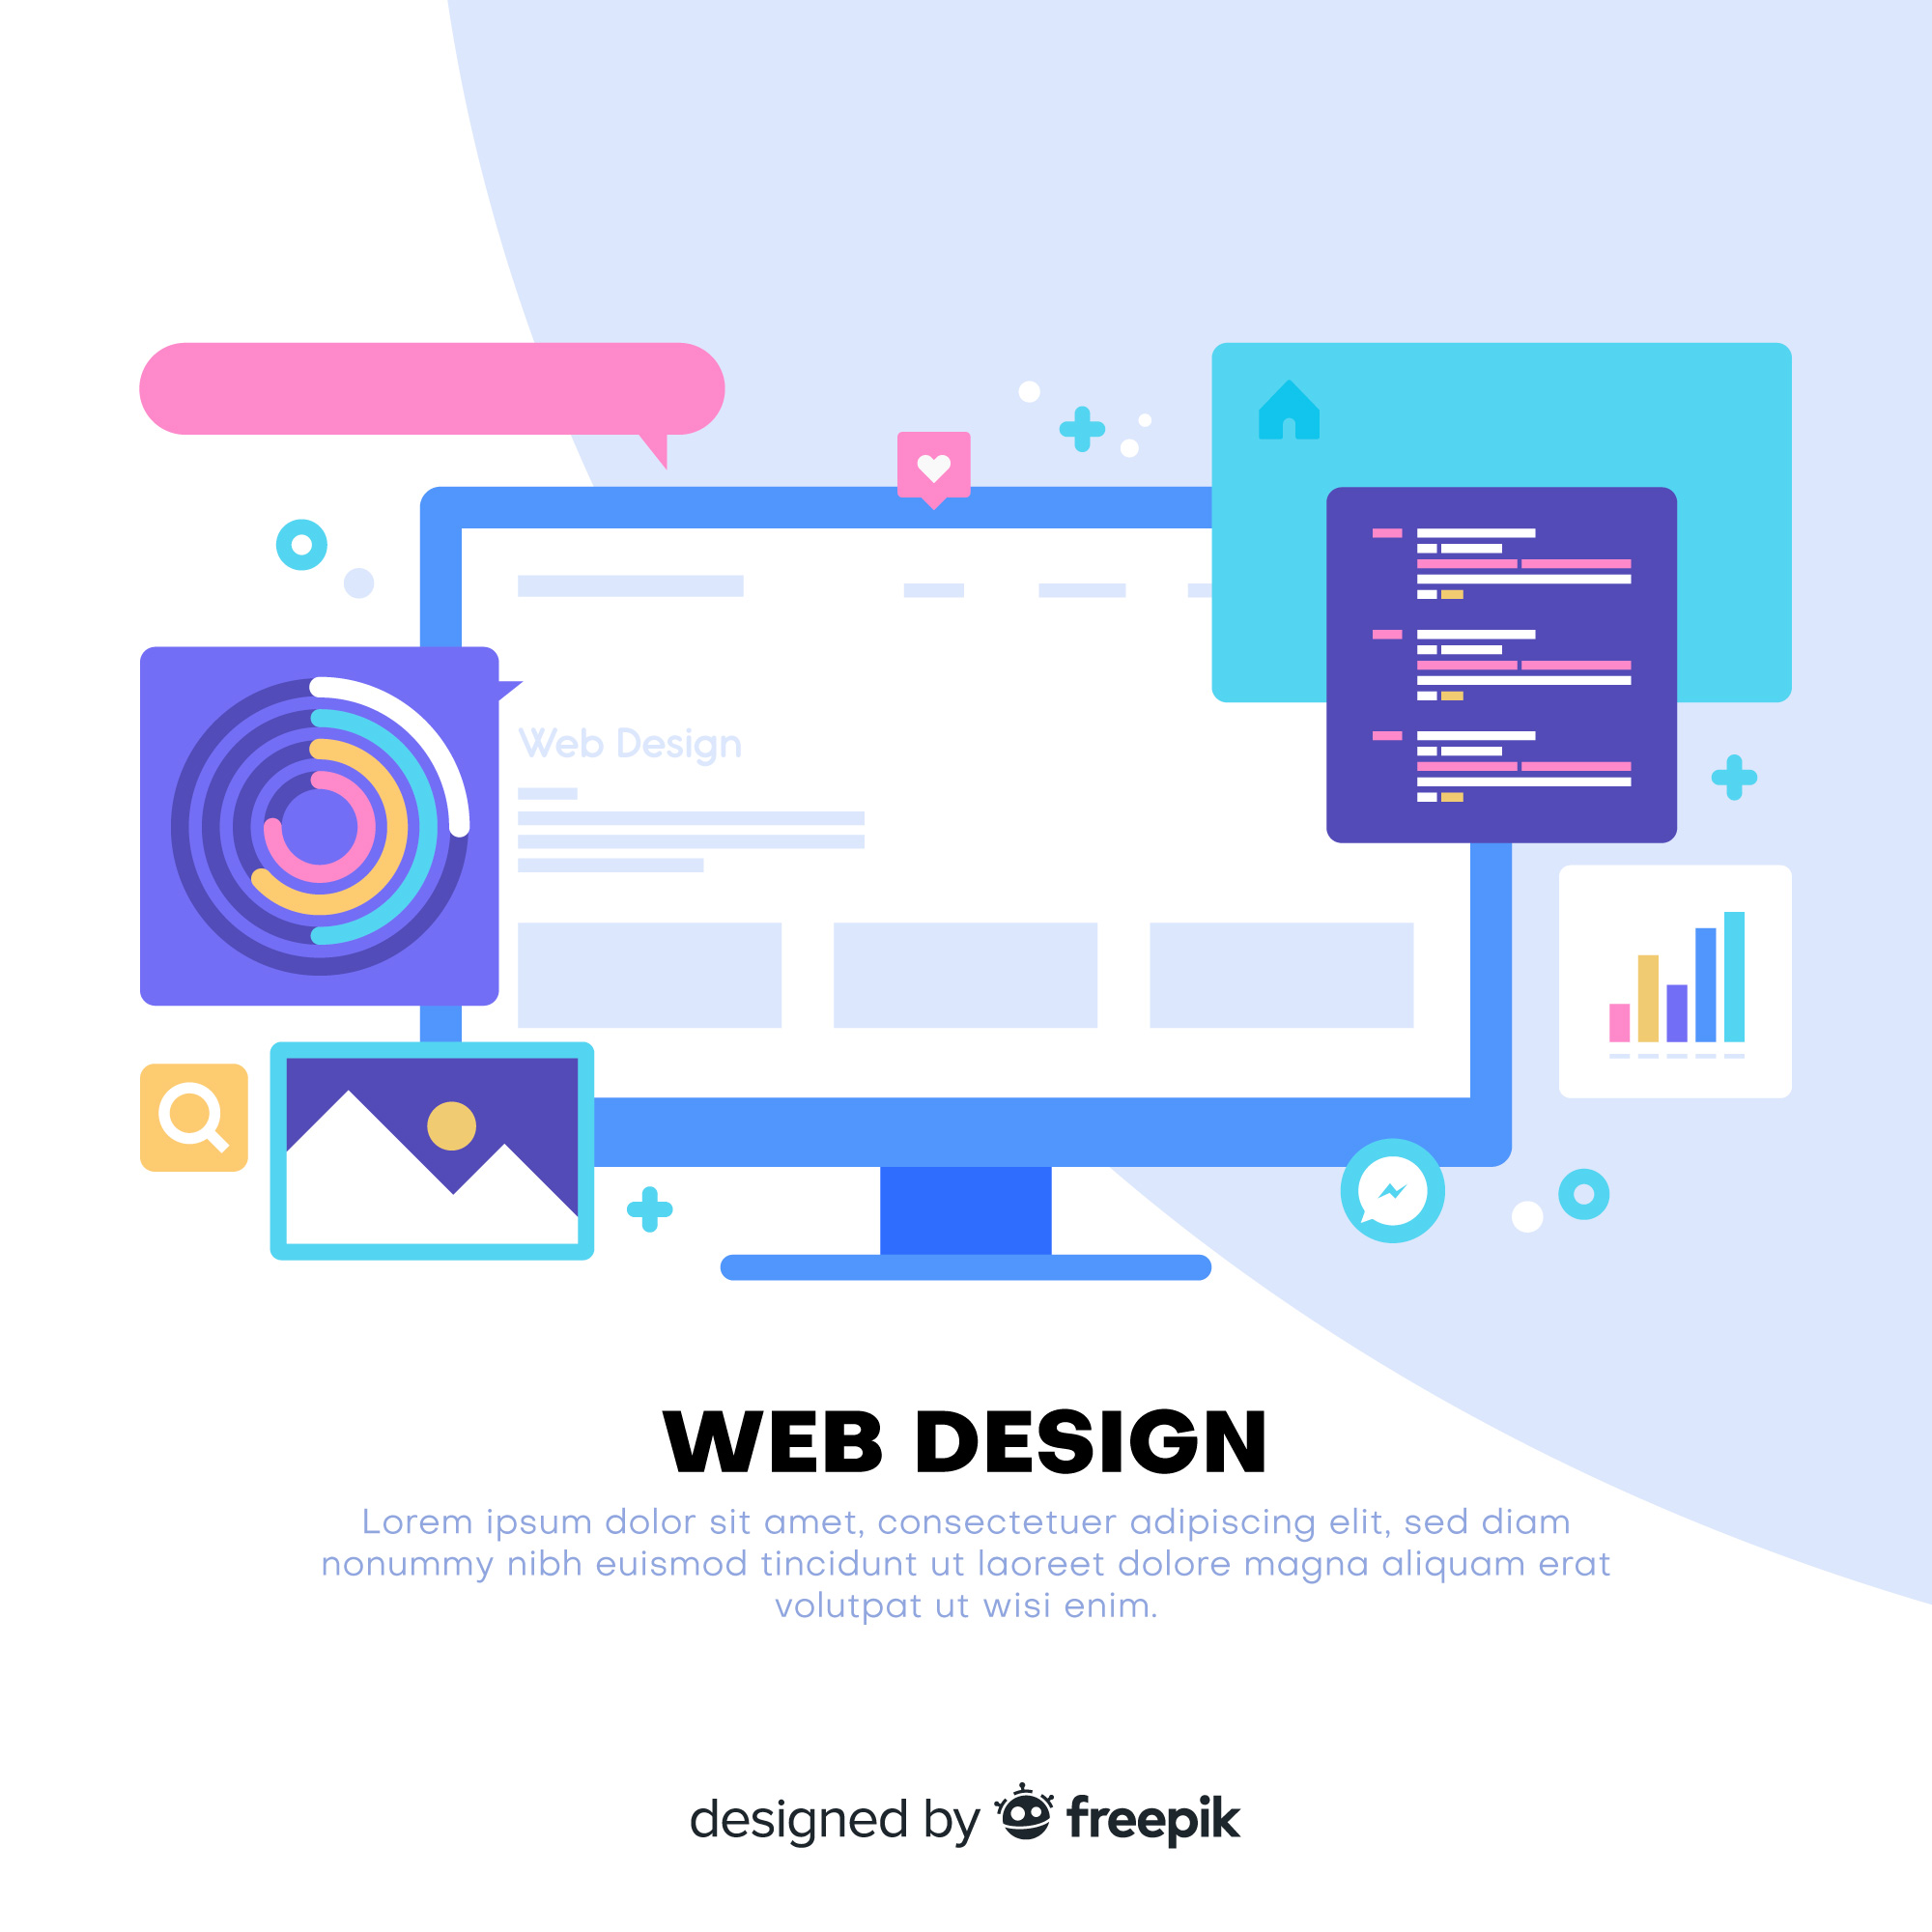 Web Design
WEB DESIGN
Lorem ipsum dolor sit amet, consectetuer adipiscing elit, sed diam
nonummy nibh euismod tincidunt ut laoreet dolore magna aliquam erat
volutpat ut wisi enim.
designed by freepik